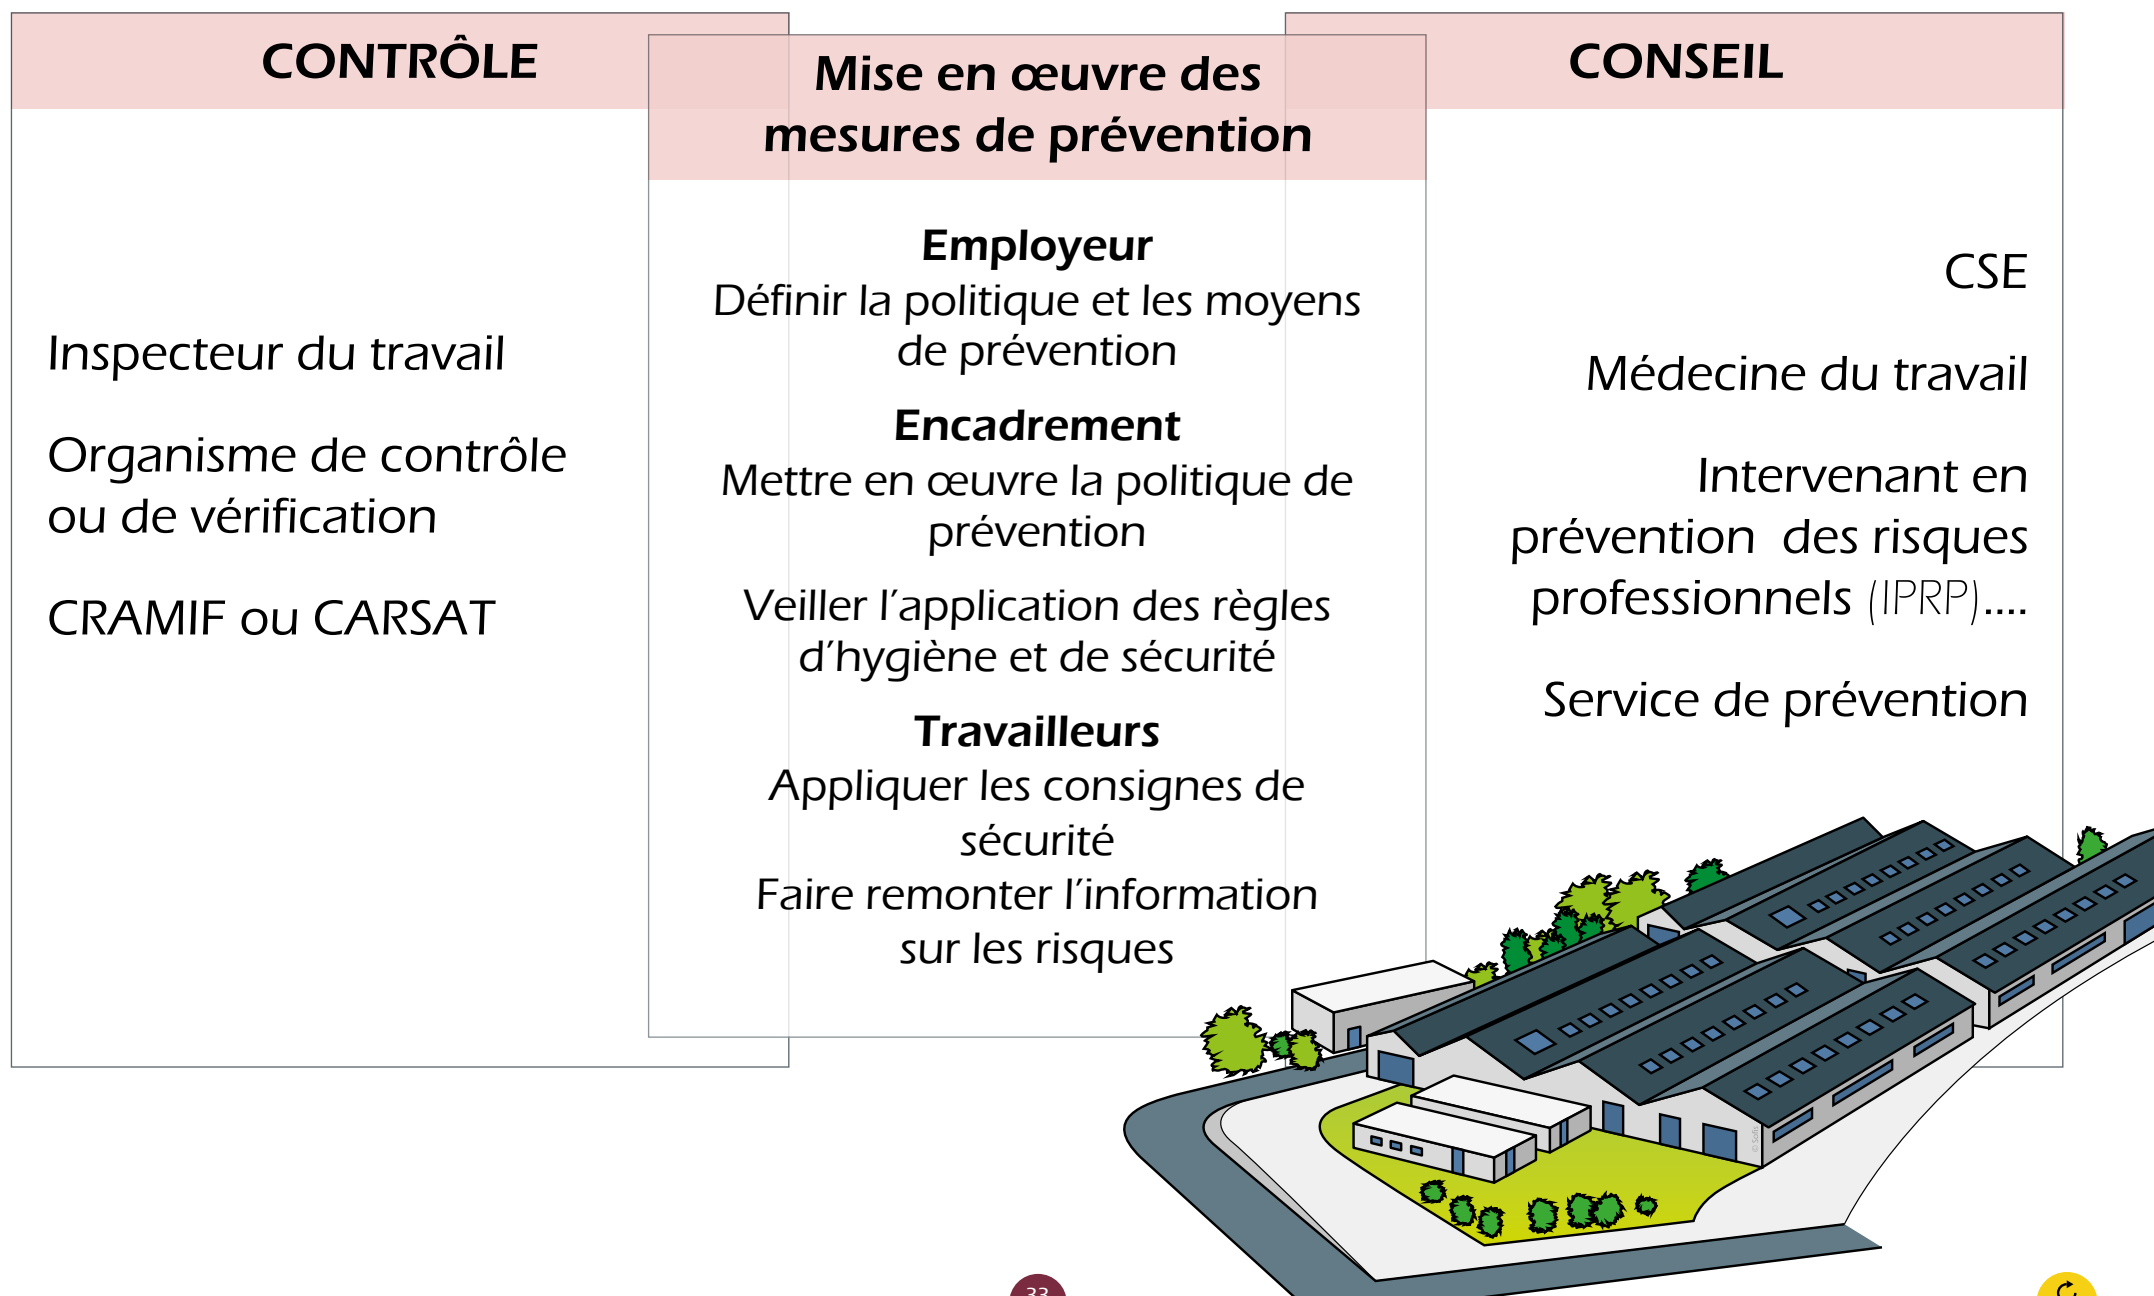 CONTRÔLE
Inspecteur du travail
Organisme de contrôle
ou de vérification
CRAMIF ou CARSAT
Mise en œuvre des
mesures de prévention
Employeur
Définir la politique et les moyens
de prévention
Encadrement
Mettre en œuvre la politique de
prévention
Veiller l’application des règles
d’hygiène et de sécurité
Travailleurs
Appliquer les consignes de
sécurité
Faire remonter l’information
sur les risques
CONSEIL
CSE
Médecine du travail
Intervenant en
prévention des risques
professionnels (IPRP)....
Service de prévention
© Sofis
33